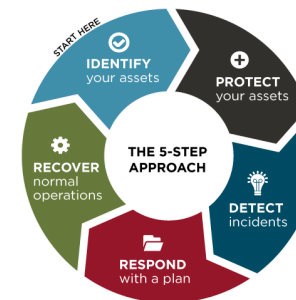 START HERE
IDENTIFY
your assets
PROTECT
your assets
DETECT
incidents
RESPOND
with a plan
RECOVER
normal
operations
THE 5-STEP
APPROACH